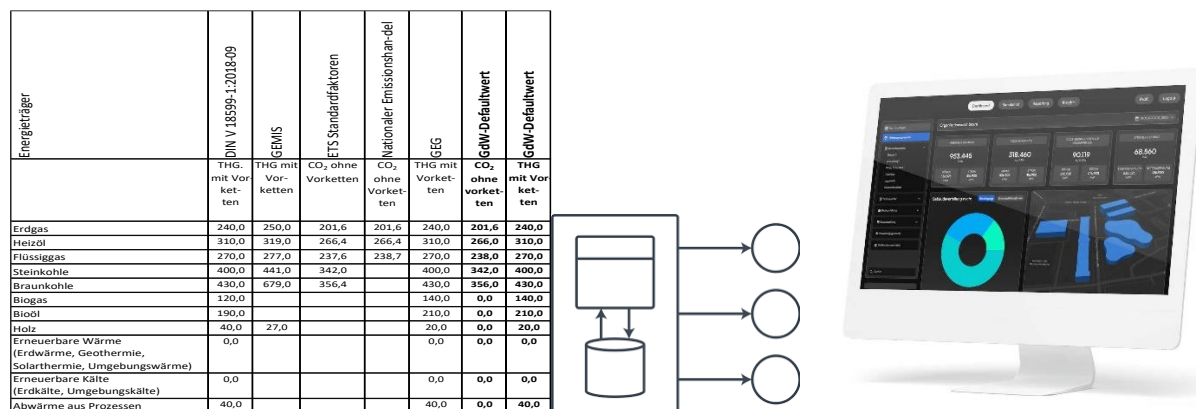 Energieträger DIN V 18599-1:2018-09 GEMIS ETS Standardfaktoren Nationaler Emissionshan-del GEG GdW-Defaultwert GdW-Defaultwert
THG. mit Vor-ket-ten THG mit Vor-ketten CO₂ ohne Vorketten CO₂ ohne Vorket-ten THG mit Vorket-ten CO₂ ohne vorket-ten THG mit Vor-ket-ten
Erdgas 240,0 250,0 201,6 201,6 240,0 201,6 240,0
Heizöl 310,0 319,0 266,4 266,4 310,0 266,0 310,0
Flüssiggas 270,0 277,0 237,6 238,7 270,0 238,0 270,0
Steinkohle 400,0 441,0 342,0 400,0 342,0 400,0
Braunkohle 430,0 679,0 356,4 430,0 356,0 430,0
Biogas 120,0 140,0 0,0 140,0
Bioöl 190,0 210,0 0,0 210,0
Holz 40,0 27,0 20,0 0,0 20,0
Erneuerbare Wärme 0,0 0,0 0,0 0,0
(Erdwärme, Geothermie,
Solarthermie, Umgebungswärme)
Erneuerbare Kälte 0,0 0,0 0,0 0,0
(Erdkälte, Umgebungskälte)
Abwärme aus Prozessen 40,0 40,0 0,0 40,0
Dashboard
953.445 318.460 90.119 68.560